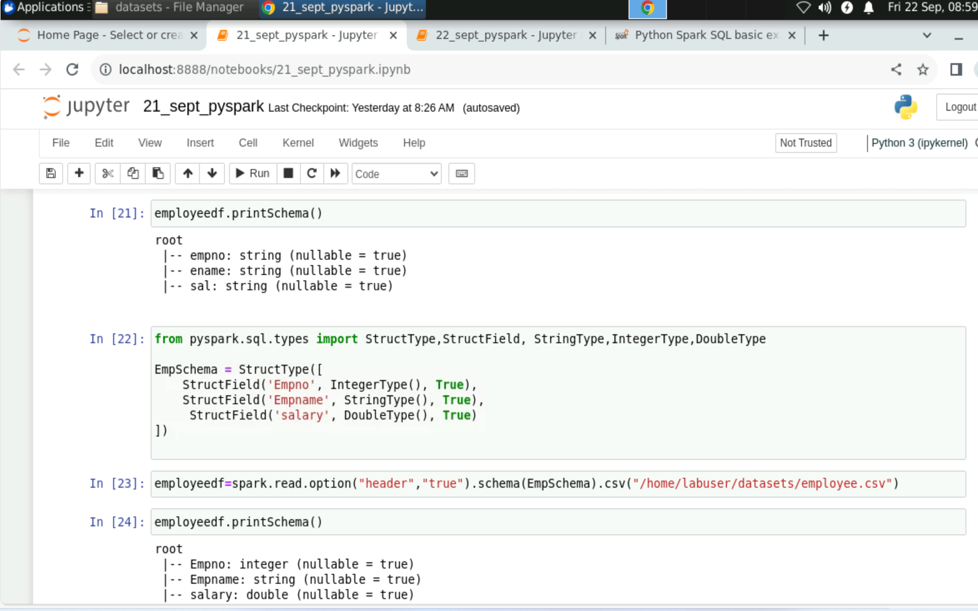 Applications
datasets - File Manager
21_sept_pyspark - Jupyt...
Fri 22 Sep, 08:59
Home Page - Select or crea
21_sept_pyspark - Jupyter
22_sept_pyspark - Jupyter
Python Spark SQL basic ex
localhost:8888/notebooks/21_sept_pyspark.ipynb
jupyter 21_sept_pyspark Last Checkpoint: Yesterday at 8:26 AM (autosaved)
Logout
File Edit View Insert Cell Kernel Widgets Help
Not Trusted
Python 3 (ipykernel)
Run
Code
In [21]: employeedf.printSchema()
root
|-- empno: string (nullable = true)
|-- ename: string (nullable = true)
|-- sal: string (nullable = true)
In [22]: from pyspark.sql.types import StructType,StructField, StringType,IntegerType,DoubleType
EmpSchema = StructType([
StructField('Empno', IntegerType(), True),
StructField('Empname', StringType(), True),
StructField('salary', DoubleType(), True)
])
In [23]: employeedf=spark.read.option("header","true").schema(EmpSchema).csv("/home/labuser/datasets/employee.csv")
In [24]: employeedf.printSchema()
root
|-- Empno: integer (nullable = true)
|-- Empname: string (nullable = true)
|-- salary: double (nullable = true)